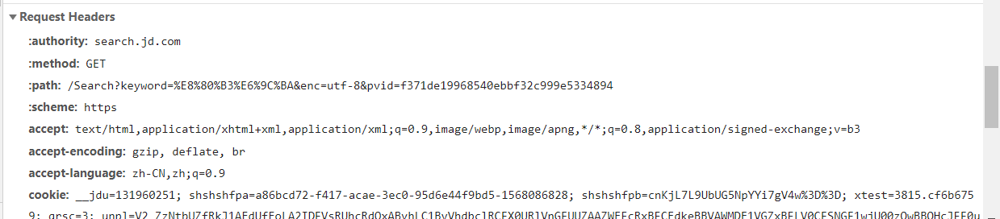 Request Headers
:authority: search.jd.com
:method: GET
:path: /Search?keyword=%E8%80%B3%E6%9C%BA&enc=utf-8&pvid=f371de19968540ebbf32c999e5334894
:scheme: https
accept: text/html,application/xhtml+xml,application/xml;q=0.9,image/webp,image/apng,*/*;q=0.8,application/signed-exchange;v=b3
accept-encoding: gzip, deflate, br
accept-language: zh-CN,zh;q=0.9
cookie: __jdu=131960251; shshshfpa=a86bcd72-f417-acae-3ec0-95d6e44f9bd5-1568086828; shshshfpb=cnKjL7L9UbUG5NpYYi7gV4w%3D%3D; xtest=3815.cf6b675
9; qrsc=3;